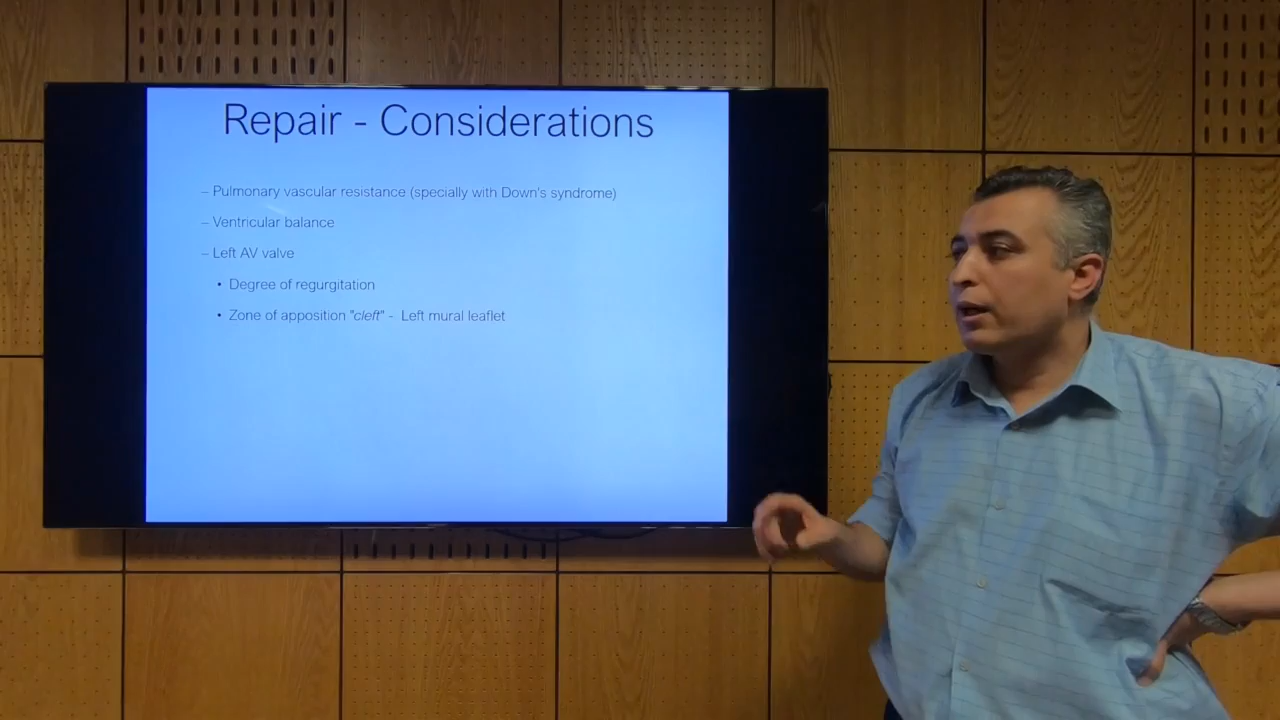 Repair - Considerations
– Pulmonary vascular resistance (specially with Down's syndrome)
– Ventricular balance
– Left AV valve
• Degree of regurgitation
• Zone of apposition "cleft" - Left mural leaflet